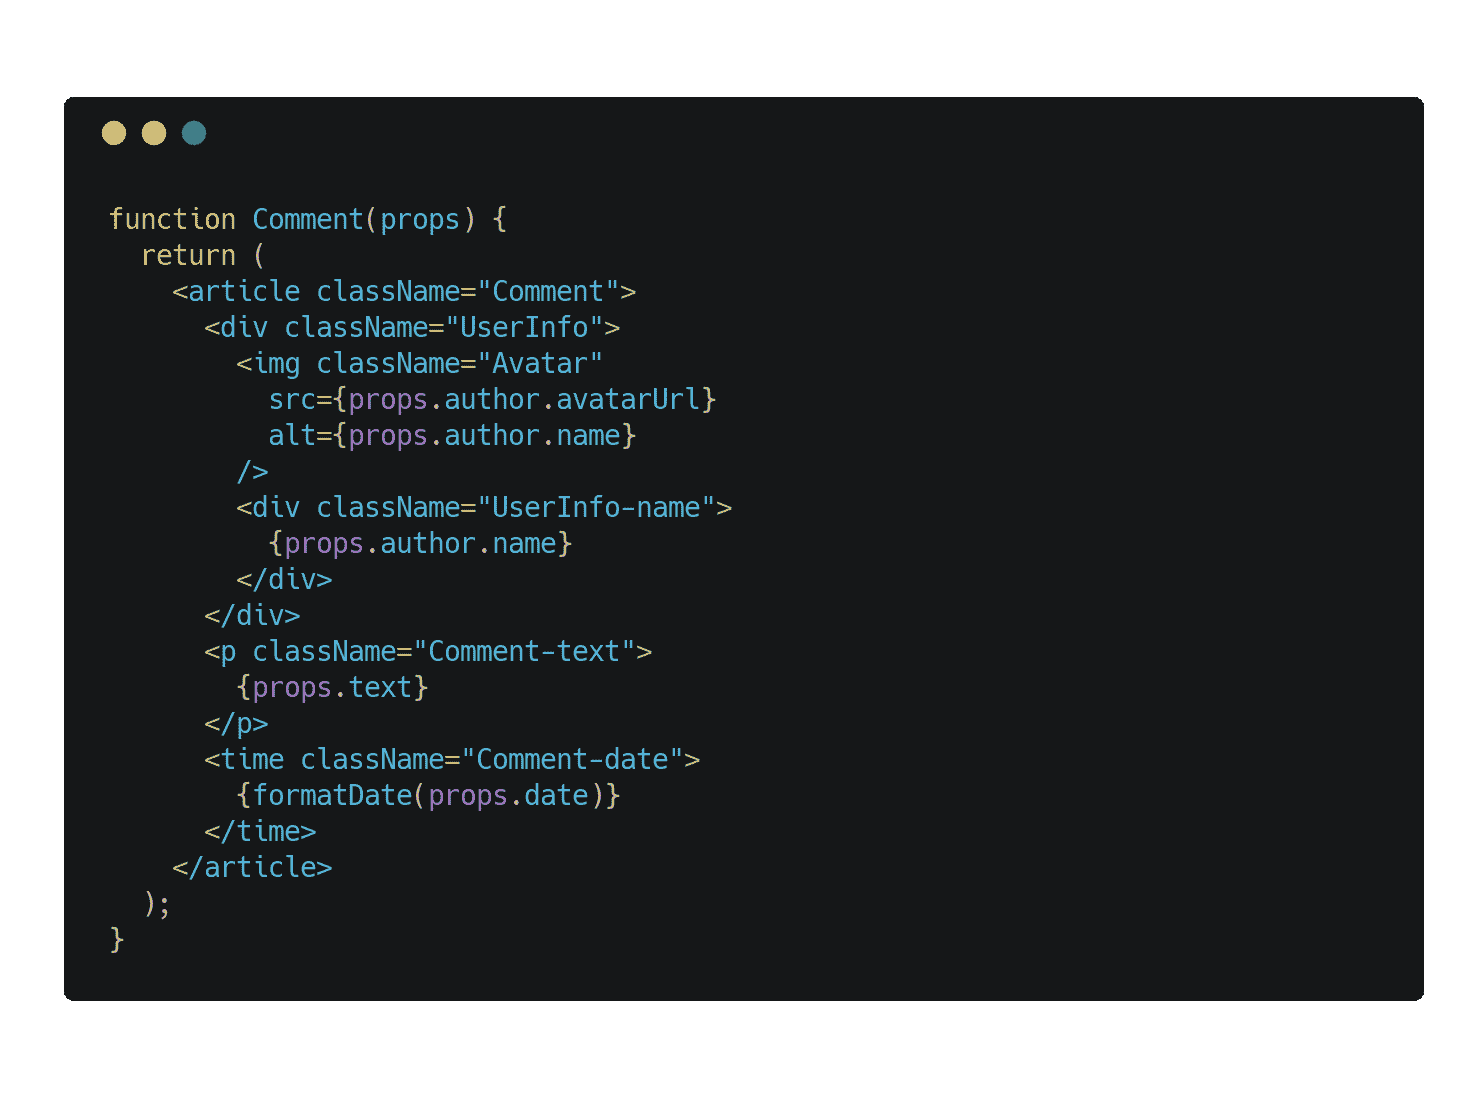 function Comment(props) {
  return (
    <article className="Comment">
      <div className="UserInfo">
        <img className="Avatar"
          src={props.author.avatarUrl}
          alt={props.author.name}
        />
        <div className="UserInfo-name">
          {props.author.name}
        </div>
      </div>
      <p className="Comment-text">
        {props.text}
      </p>
      <time className="Comment-date">
        {formatDate(props.date)}
      </time>
    </article>
  );
}